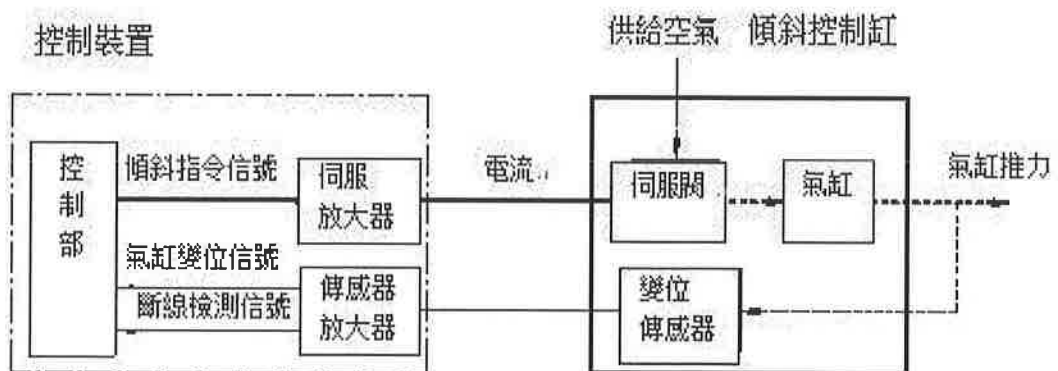 控制裝置
供給空氣 傾斜控制缸
控
制
部
傾斜指令信號
伺服
放大器
電流
伺服閥
氣缸
氣缸推力
氣缸變位信號
斷線檢測信號
傳感器
放大器
變位
傳感器